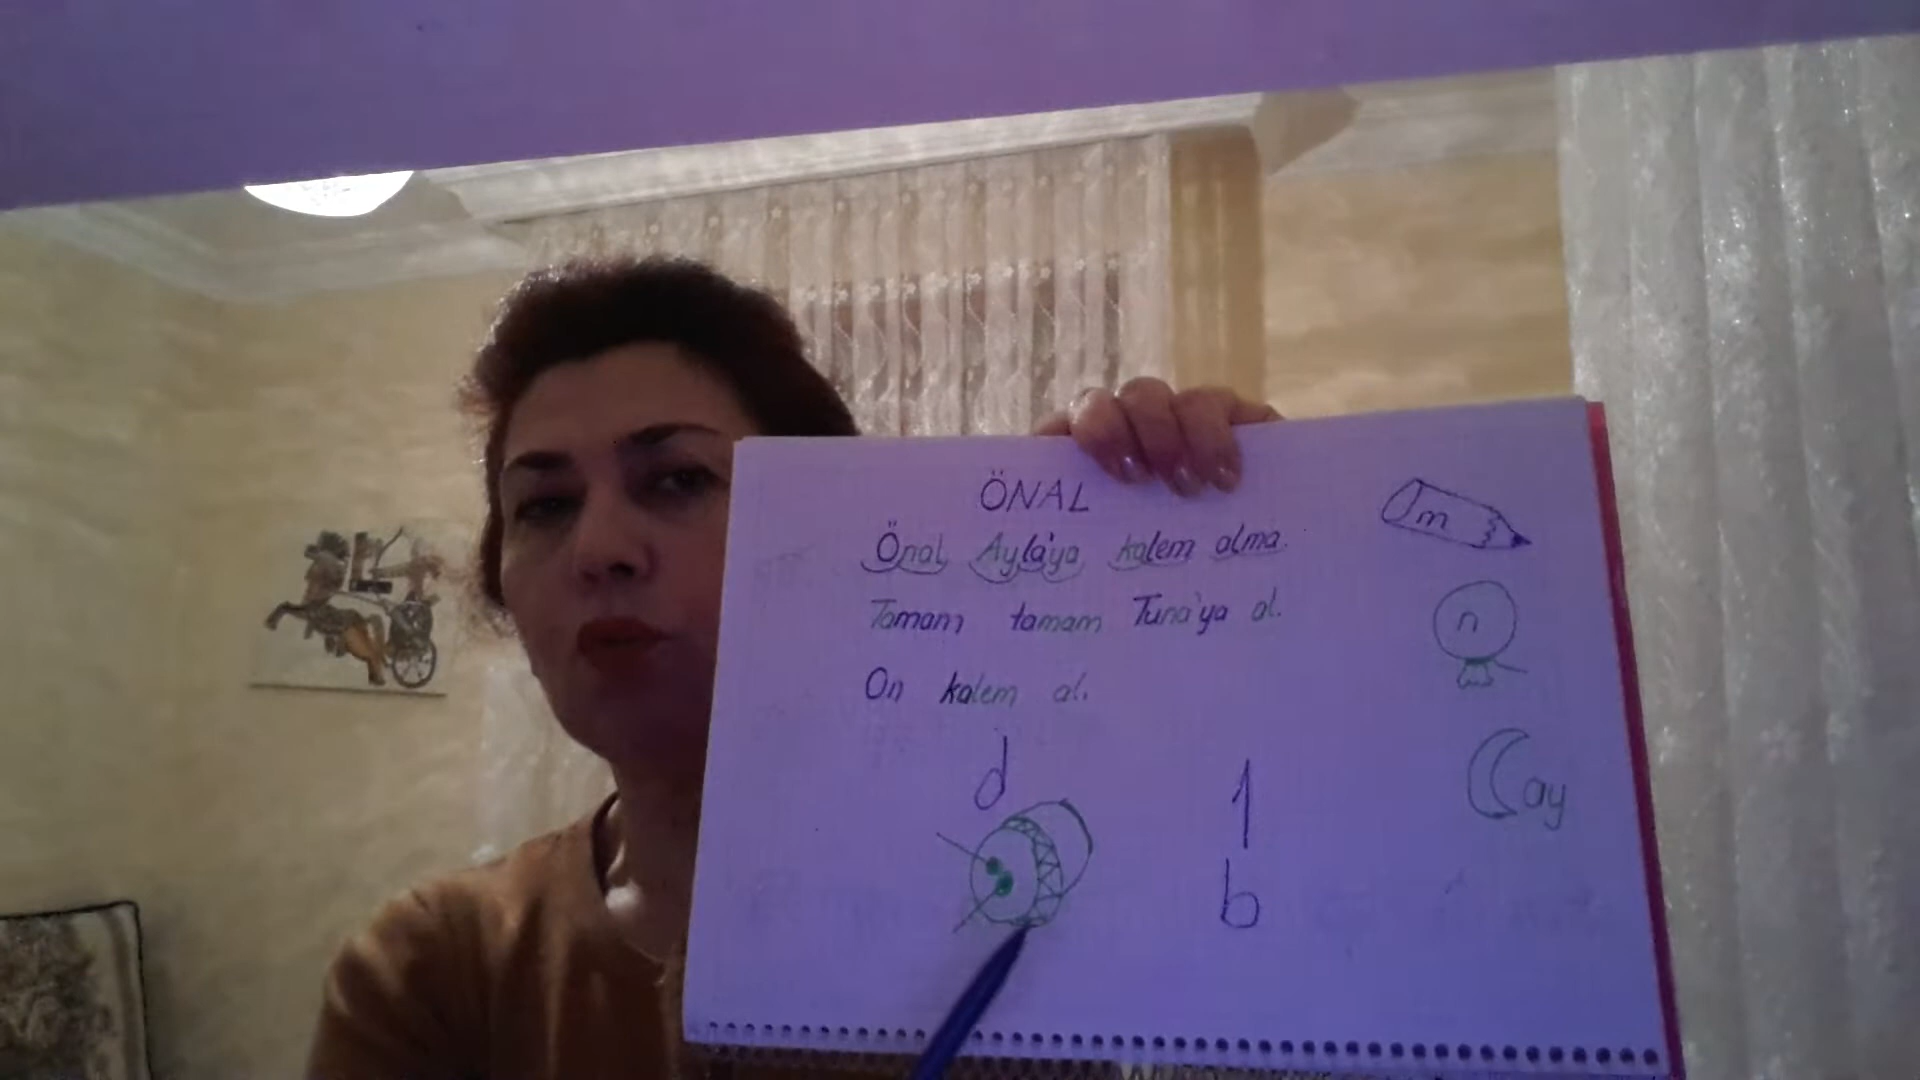 ÖNAL
Önal Ayla'ya kalem alma.
Tamam tamam Tuna'ya al.
On kalem al.
m
n
ay
d
1
b